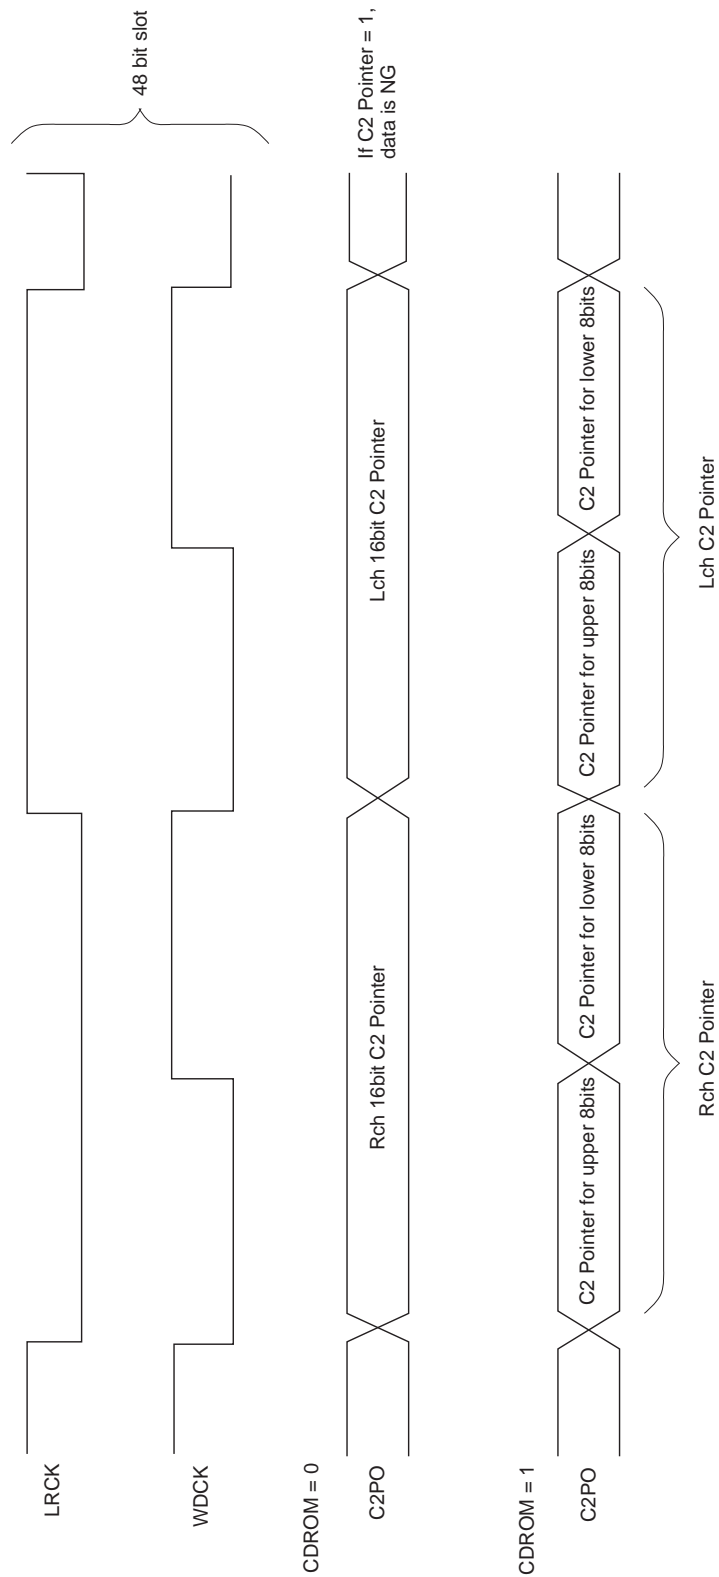 LRCK
48 bit slot
WDCK
CDROM = 0
C2PO
Rch 16bit C2 Pointer
Lch 16bit C2 Pointer
If C2 Pointer = 1,
data is NG
CDROM = 1
C2PO
C2 Pointer for upper 8bits
C2 Pointer for lower 8bits
C2 Pointer for upper 8bits
C2 Pointer for lower 8bits
Rch C2 Pointer
Lch C2 Pointer